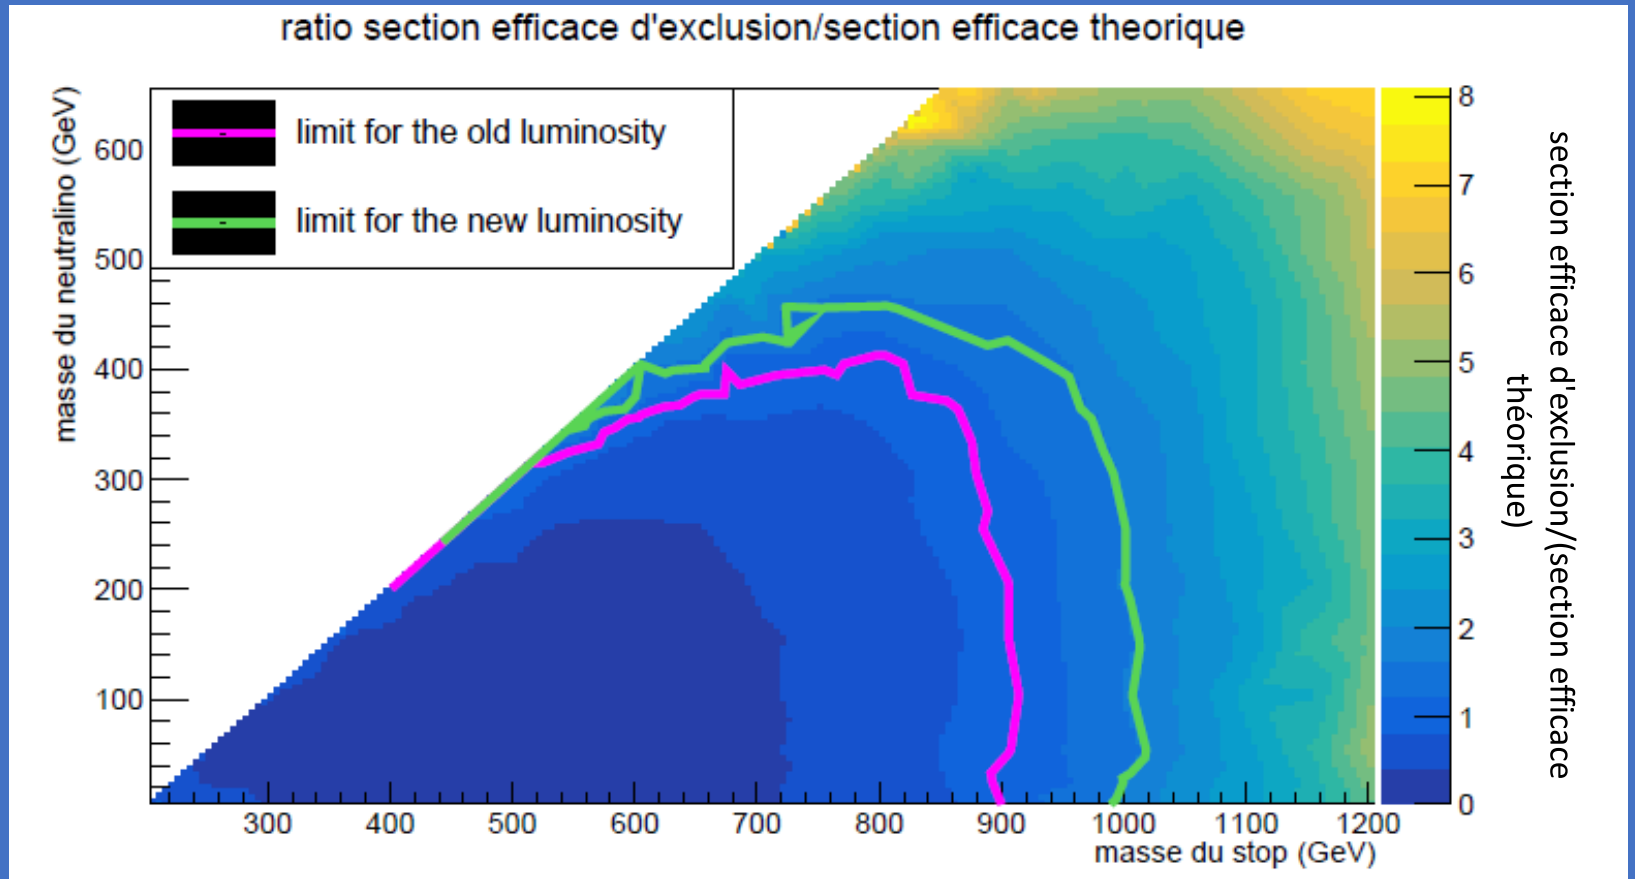 ratio section efficace d'exclusion/section efficace theorique
limit for the old luminosity
limit for the new luminosity
masse du neutralino (GeV)
600
500
400
300
200
100
300 400 500 600 700 800 900 1000 1100 1200
masse du stop (GeV)
8
7
6
5
4
3
2
1
0
section efficace d'exclusion/(section efficace
théorique)